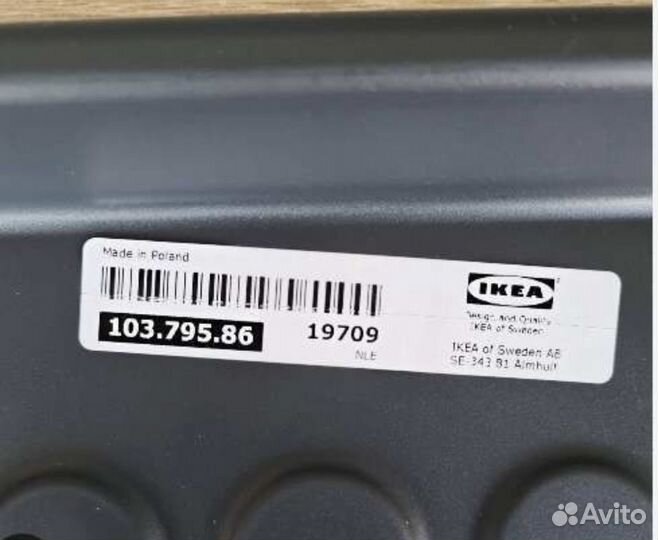 Made in Poland
103.795.86
19709
NLE
IKEA
Design and Quality
IKEA of Sweden
IKEA of Sweden AB
SE-343 81 Älmhult
Avito